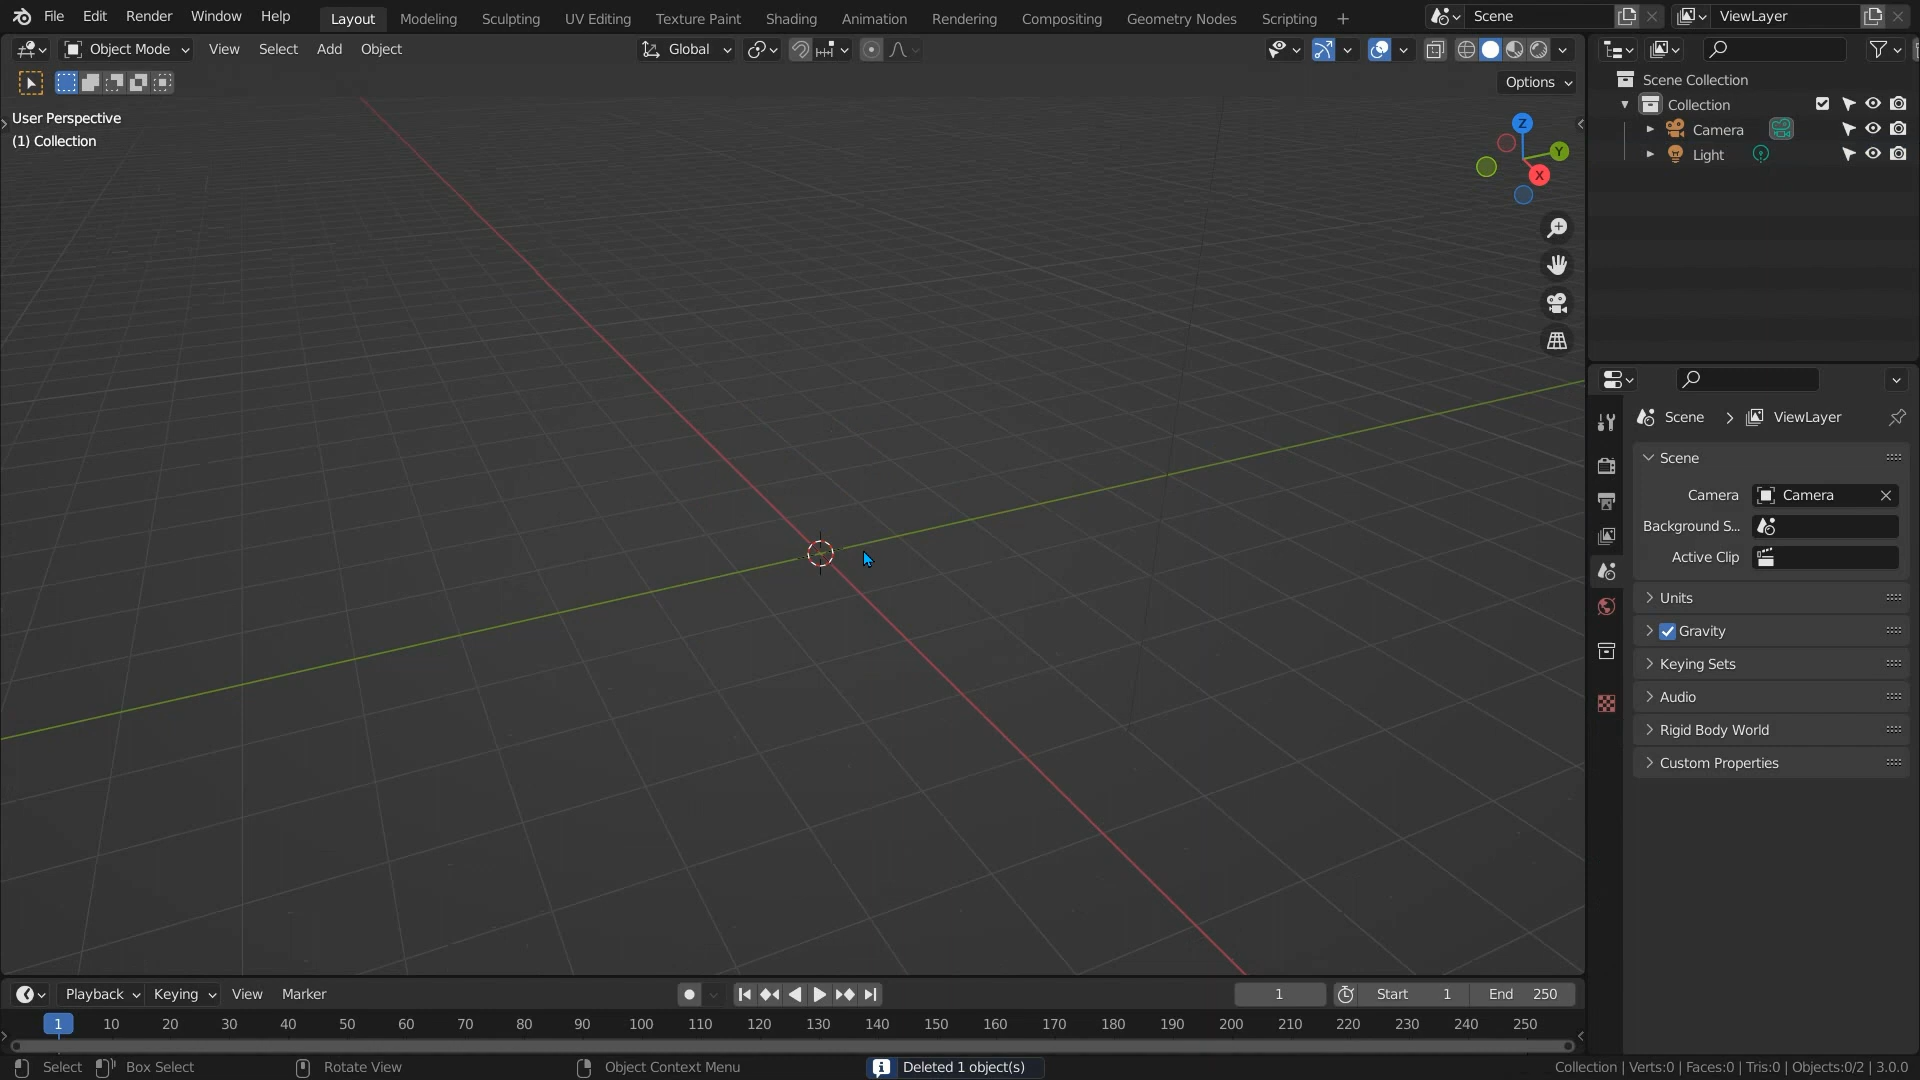 File Edit Render Window Help Layout Modeling Sculpting UV Editing Texture Paint Shading Animation Rendering Compositing Geometry Nodes Scripting + Scene ViewLayer
Object Mode View Select Add Object Global
Options
User Perspective
(1) Collection
Z
Y
X
Scene Collection
Collection
Camera
Light
Scene > ViewLayer
Scene
Camera Camera
Background S...
Active Clip
Units
Gravity
Keying Sets
Audio
Rigid Body World
Custom Properties
Playback Keying View Marker 1 Start 1 End 250
1 10 20 30 40 50 60 70 80 90 100 110 120 130 140 150 160 170 180 190 200 210 220 230 240 250
Select Box Select Rotate View Object Context Menu Deleted 1 object(s) Collection | Verts:0 | Faces:0 | Tris:0 | Objects:0/2 | 3.0.0